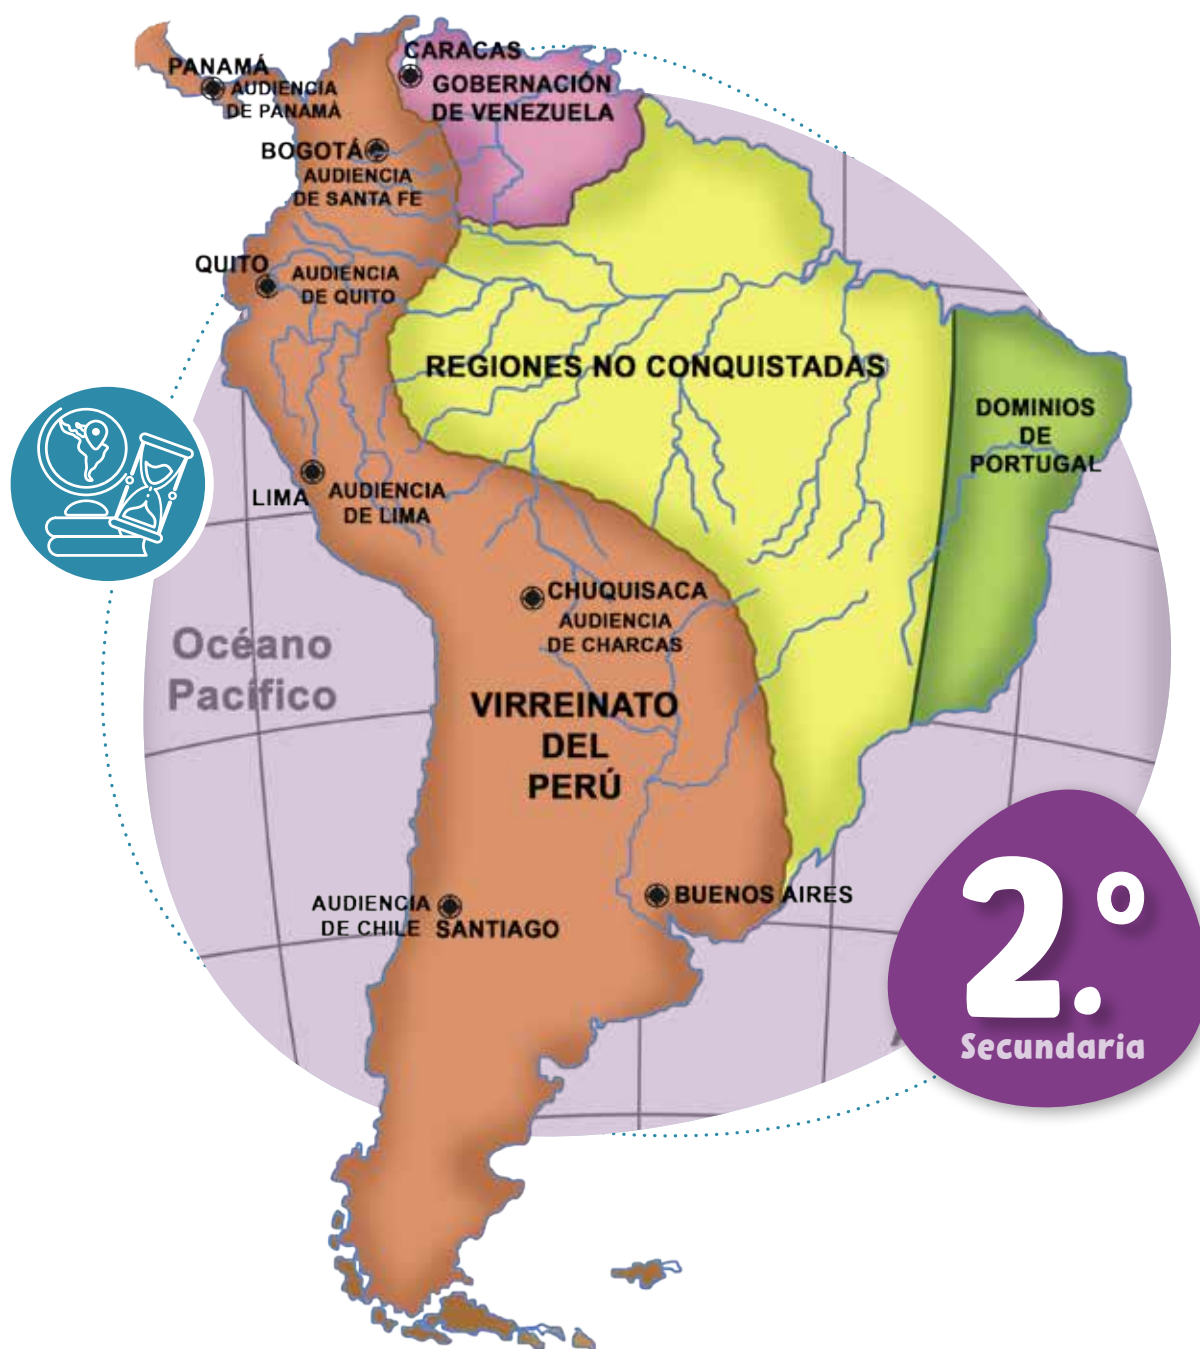 CARACAS
PANAMÁ
AUDIENCIA
DE PANAMÁ
GOBERNACIÓN
DE VENEZUELA
BOGOTÁ
AUDIENCIA
DE SANTA FE
QUITO
AUDIENCIA
DE QUITO
REGIONES NO CONQUISTADAS
DOMINIOS
DE
PORTUGAL
LIMA
AUDIENCIA
DE LIMA
CHUQUISACA
AUDIENCIA
DE CHARCAS
Océano
Pacífico
VIRREINATO
DEL
PERÚ
BUENOS AIRES
AUDIENCIA
DE CHILE
SANTIAGO
2.º
Secundaria